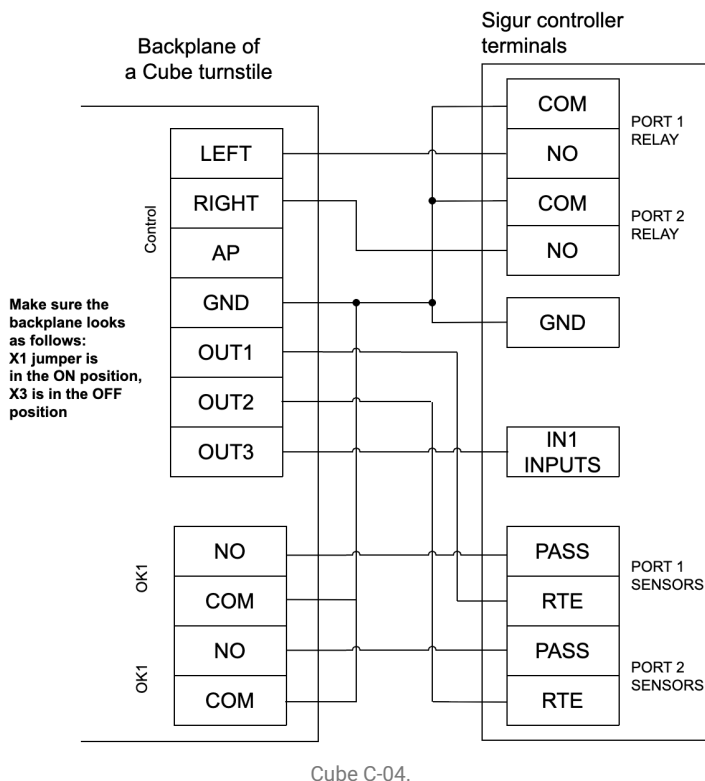 Backplane of
a Cube turnstile
Sigur controller
terminals
Control
LEFT
RIGHT
AP
GND
OUT1
OUT2
OUT3
Make sure the
backplane looks
as follows:
X1 jumper is
in the ON position,
X3 is in the OFF
position
OK1
NO
COM
OK1
NO
COM
COM
NO
PORT 1
RELAY
COM
NO
PORT 2
RELAY
GND
IN1
INPUTS
PASS
RTE
PORT 1
SENSORS
PASS
RTE
PORT 2
SENSORS
Cube C-04.